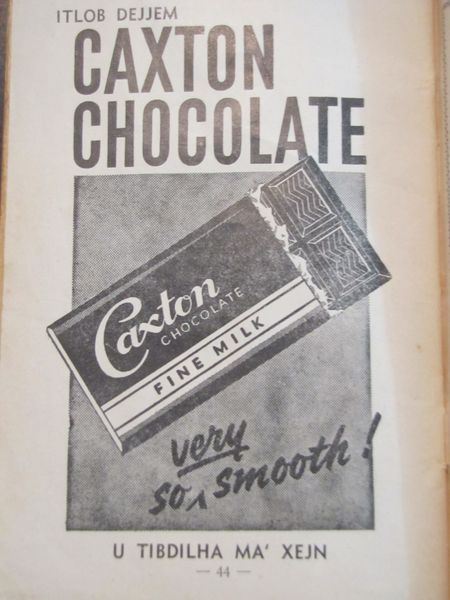 ITLOB DEJJEM
CAXTON
CHOCOLATE
Caxton
CHOCOLATE
FINE MILK
very
so ‸ smooth!
U TIBDILHA MA' XEJN
— 44 —